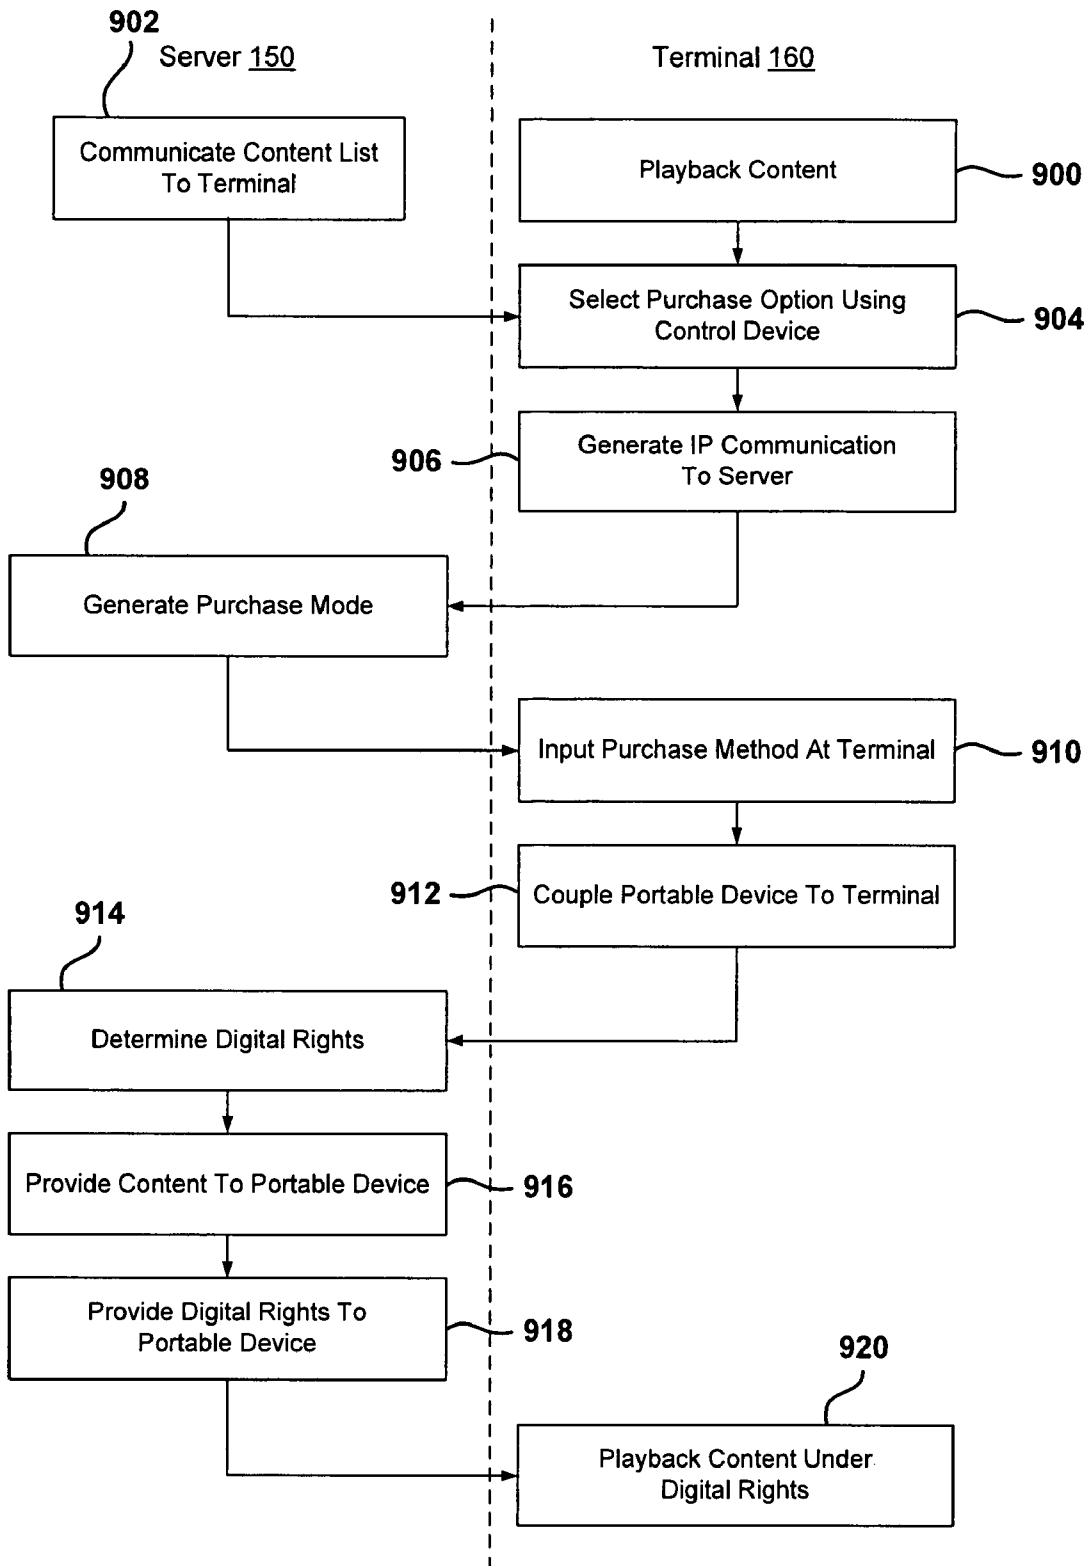 902
Server 150
Terminal 160
Communicate Content List
To Terminal
Playback Content
900
Select Purchase Option Using
Control Device
904
Generate IP Communication
To Server
906
908
Generate Purchase Mode
Input Purchase Method At Terminal
910
912
Couple Portable Device To Terminal
914
Determine Digital Rights
Provide Content To Portable Device
916
Provide Digital Rights To
Portable Device
918
920
Playback Content Under
Digital Rights